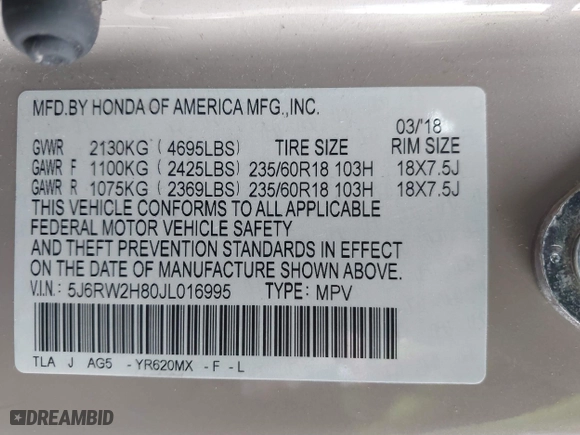 MFD.BY HONDA OF AMERICA MFG.,INC.
03/'18
GVWR 2130KG (4695LBS) TIRE SIZE RIM SIZE
GAWR F 1100KG (2425LBS) 235/60R18 103H 18X7.5J
GAWR R 1075KG (2369LBS) 235/60R18 103H 18X7.5J
THIS VEHICLE CONFORMS TO ALL APPLICABLE
FEDERAL MOTOR VEHICLE SAFETY
AND THEFT PREVENTION STANDARDS IN EFFECT
ON THE DATE OF MANUFACTURE SHOWN ABOVE.
V.I.N.: 5J6RW2H80JL016995 TYPE: MPV
TLA J AG5 -YR620MX -F-L
DREAMBID